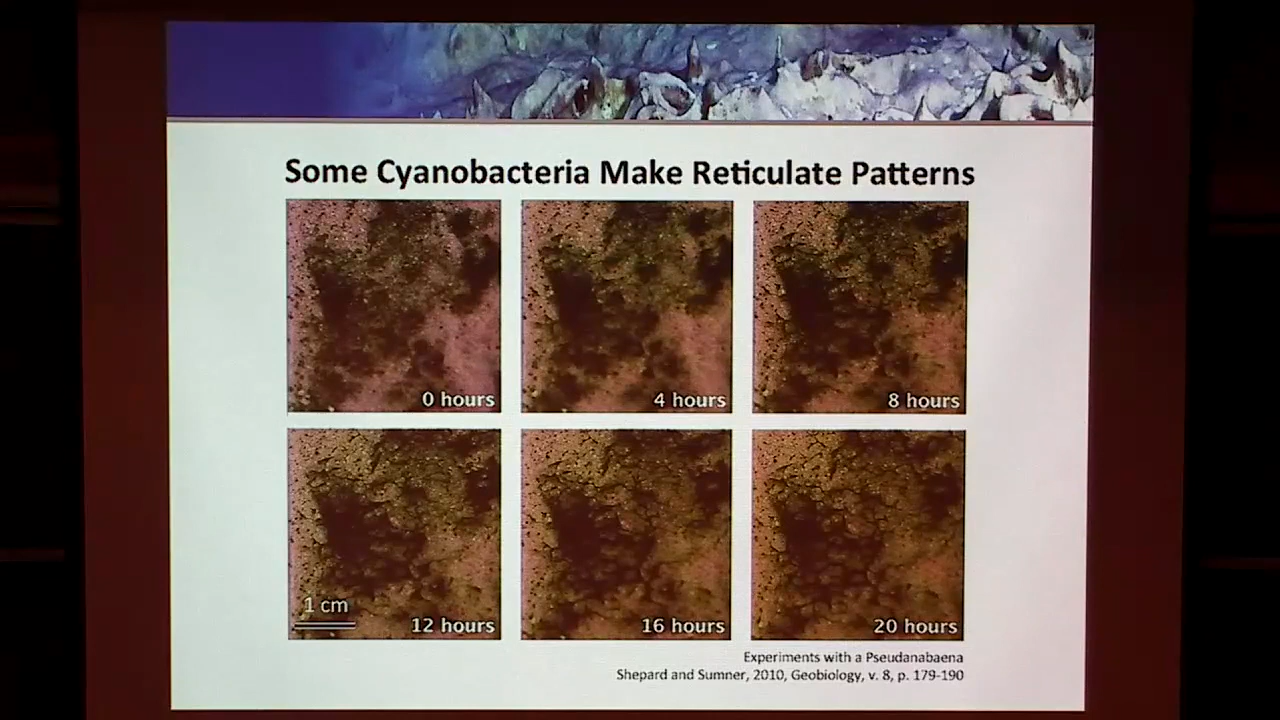 Some Cyanobacteria Make Reticulate Patterns
0 hours
4 hours
8 hours
1 cm
12 hours
16 hours
20 hours
Experiments with a Pseudanabaena
Shepard and Sumner, 2010, Geobiology, v. 8, p. 179-190